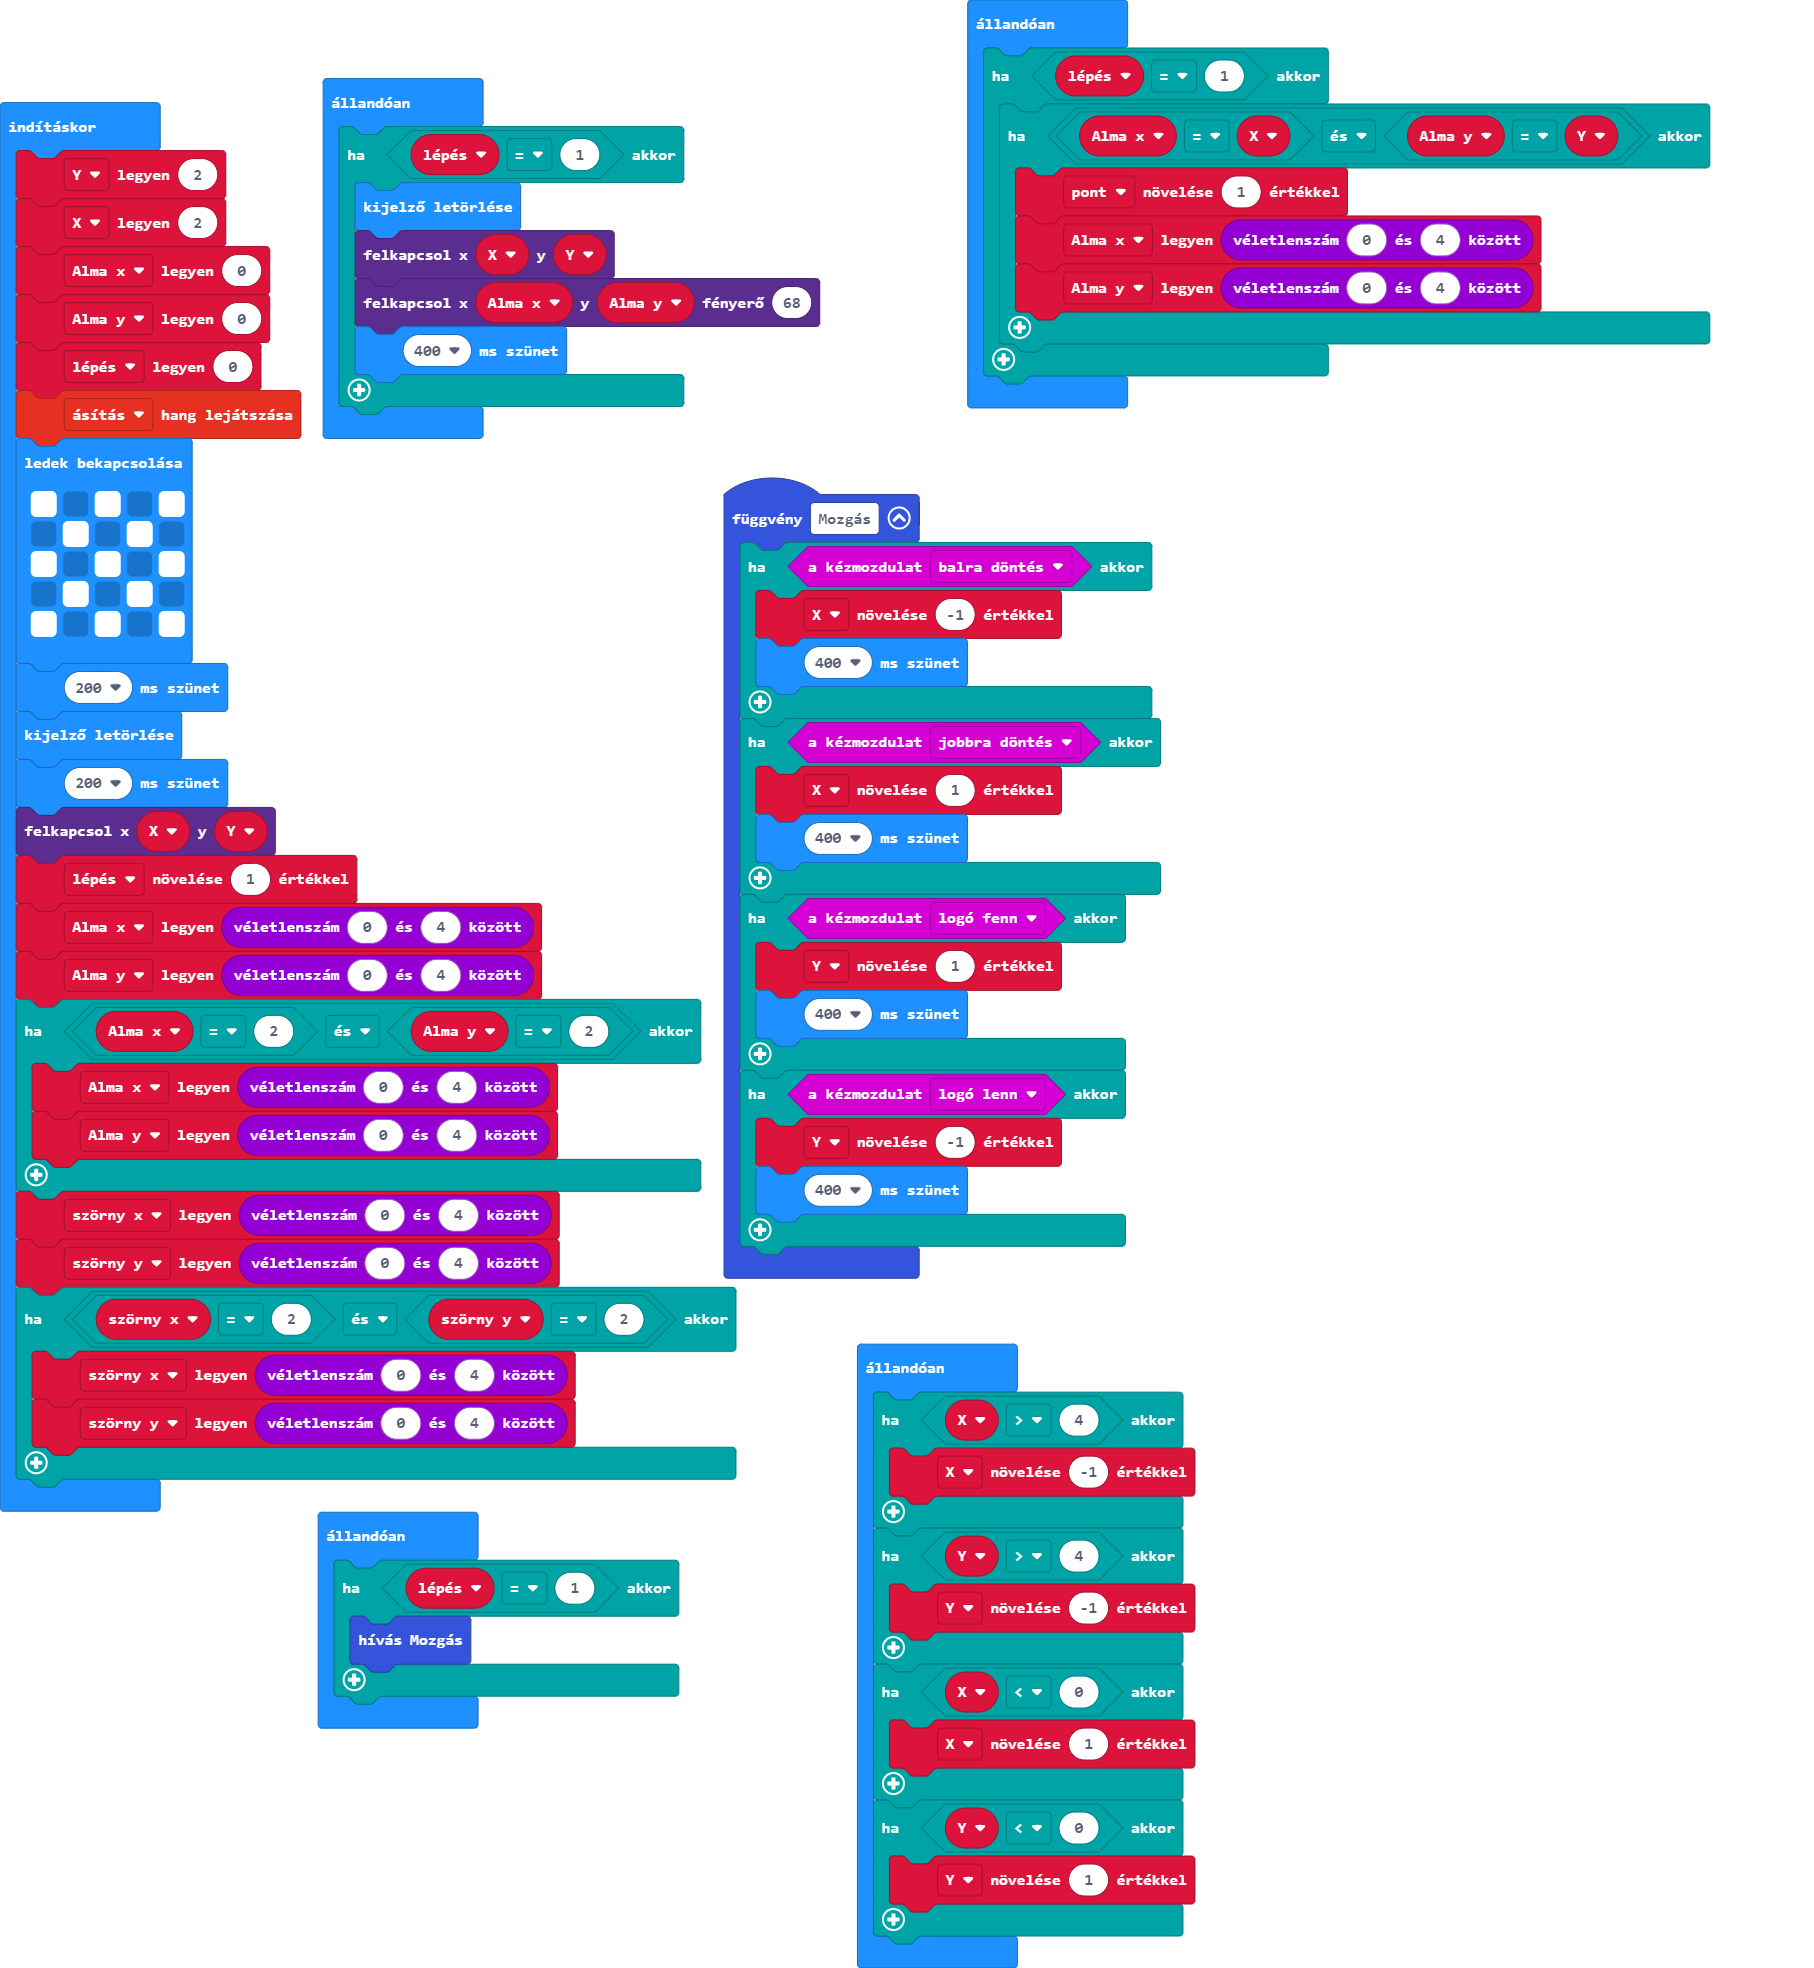 indításkor
Y legyen 2
X legyen 2
Alma x legyen 0
Alma y legyen 0
lépés legyen 0
ásítás hang lejátszása
ledek bekapcsolása
200 ms szünet
kijelző letörlése
200 ms szünet
felkapcsol x X y Y
lépés növelése 1 értékkel
Alma x legyen véletlenszám 0 és 4 között
Alma y legyen véletlenszám 0 és 4 között
ha Alma x = 2 és Alma y = 2 akkor
Alma x legyen véletlenszám 0 és 4 között
Alma y legyen véletlenszám 0 és 4 között
szörny x legyen véletlenszám 0 és 4 között
szörny y legyen véletlenszám 0 és 4 között
ha szörny x = 2 és szörny y = 2 akkor
szörny x legyen véletlenszám 0 és 4 között
szörny y legyen véletlenszám 0 és 4 között
állandóan
ha lépés = 1 akkor
kijelző letörlése
felkapcsol x X y Y
felkapcsol x Alma x y Alma y fényerő 68
400 ms szünet
állandóan
ha lépés = 1 akkor
ha Alma x = X és Alma y = Y akkor
pont növelése 1 értékkel
Alma x legyen véletlenszám 0 és 4 között
Alma y legyen véletlenszám 0 és 4 között
függvény Mozgás
ha a kézmozdulat balra döntés akkor
X növelése -1 értékkel
400 ms szünet
ha a kézmozdulat jobbra döntés akkor
X növelése 1 értékkel
400 ms szünet
ha a kézmozdulat logó fenn akkor
Y növelése 1 értékkel
400 ms szünet
ha a kézmozdulat logó lenn akkor
Y növelése -1 értékkel
400 ms szünet
állandóan
ha lépés = 1 akkor
hívás Mozgás
állandóan
ha X > 4 akkor
X növelése -1 értékkel
ha Y > 4 akkor
Y növelése -1 értékkel
ha X < 0 akkor
X növelése 1 értékkel
ha Y < 0 akkor
Y növelése 1 értékkel